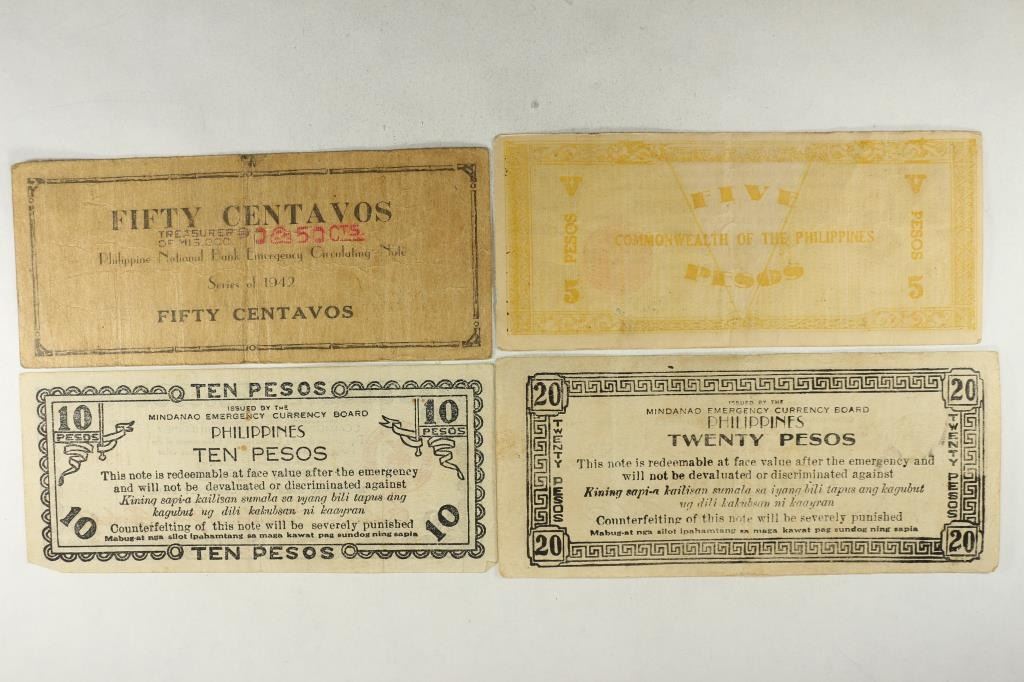 FIFTY CENTAVOS
TREASURER'S
OF MIS. OCC.
50 CTS.
Philippine National Bank Emergency Circulating Note
Series of 1942
FIFTY CENTAVOS
V
FIVE
V
PESOS
COMMONWEALTH OF THE PHILIPPINES
PESOS
PESOS
5
5
TEN PESOS
10
PESOS
ISSUED BY THE
MINDANAO EMERGENCY CURRENCY BOARD
PHILIPPINES
10
PESOS
TEN PESOS
This note is redeemable at face value after the emergency
and will not be devaluated or discriminated against
Kining sapi-a kailisan sumala sa iyang bili tapus ang
kagubut ug dili kakubsan ni kaayran
10
Counterfeiting of this note will be severely punished
10
Mabug-at nga silot ipahamtang sa maga kawat pag sundog ning sapia
TEN PESOS
20
20
ISSUED BY THE
MINDANAO EMERGENCY CURRENCY BOARD
PHILIPPINES
TWENTY PESOS
TWENTY PESOS
This note is redeemable at face value after the emergency and
will not be devaluated or discriminated against
Kining sapi-a kailisan sumala sa iyang bili tapus ang kagubut
ug dili kakubsan ni kaayran
Counterfeiting of this note will be severely punished
Mabug-at nga silot ipahamtang sa maga kawat pag sundog ning sapia
TWENTY PESOS
20
20